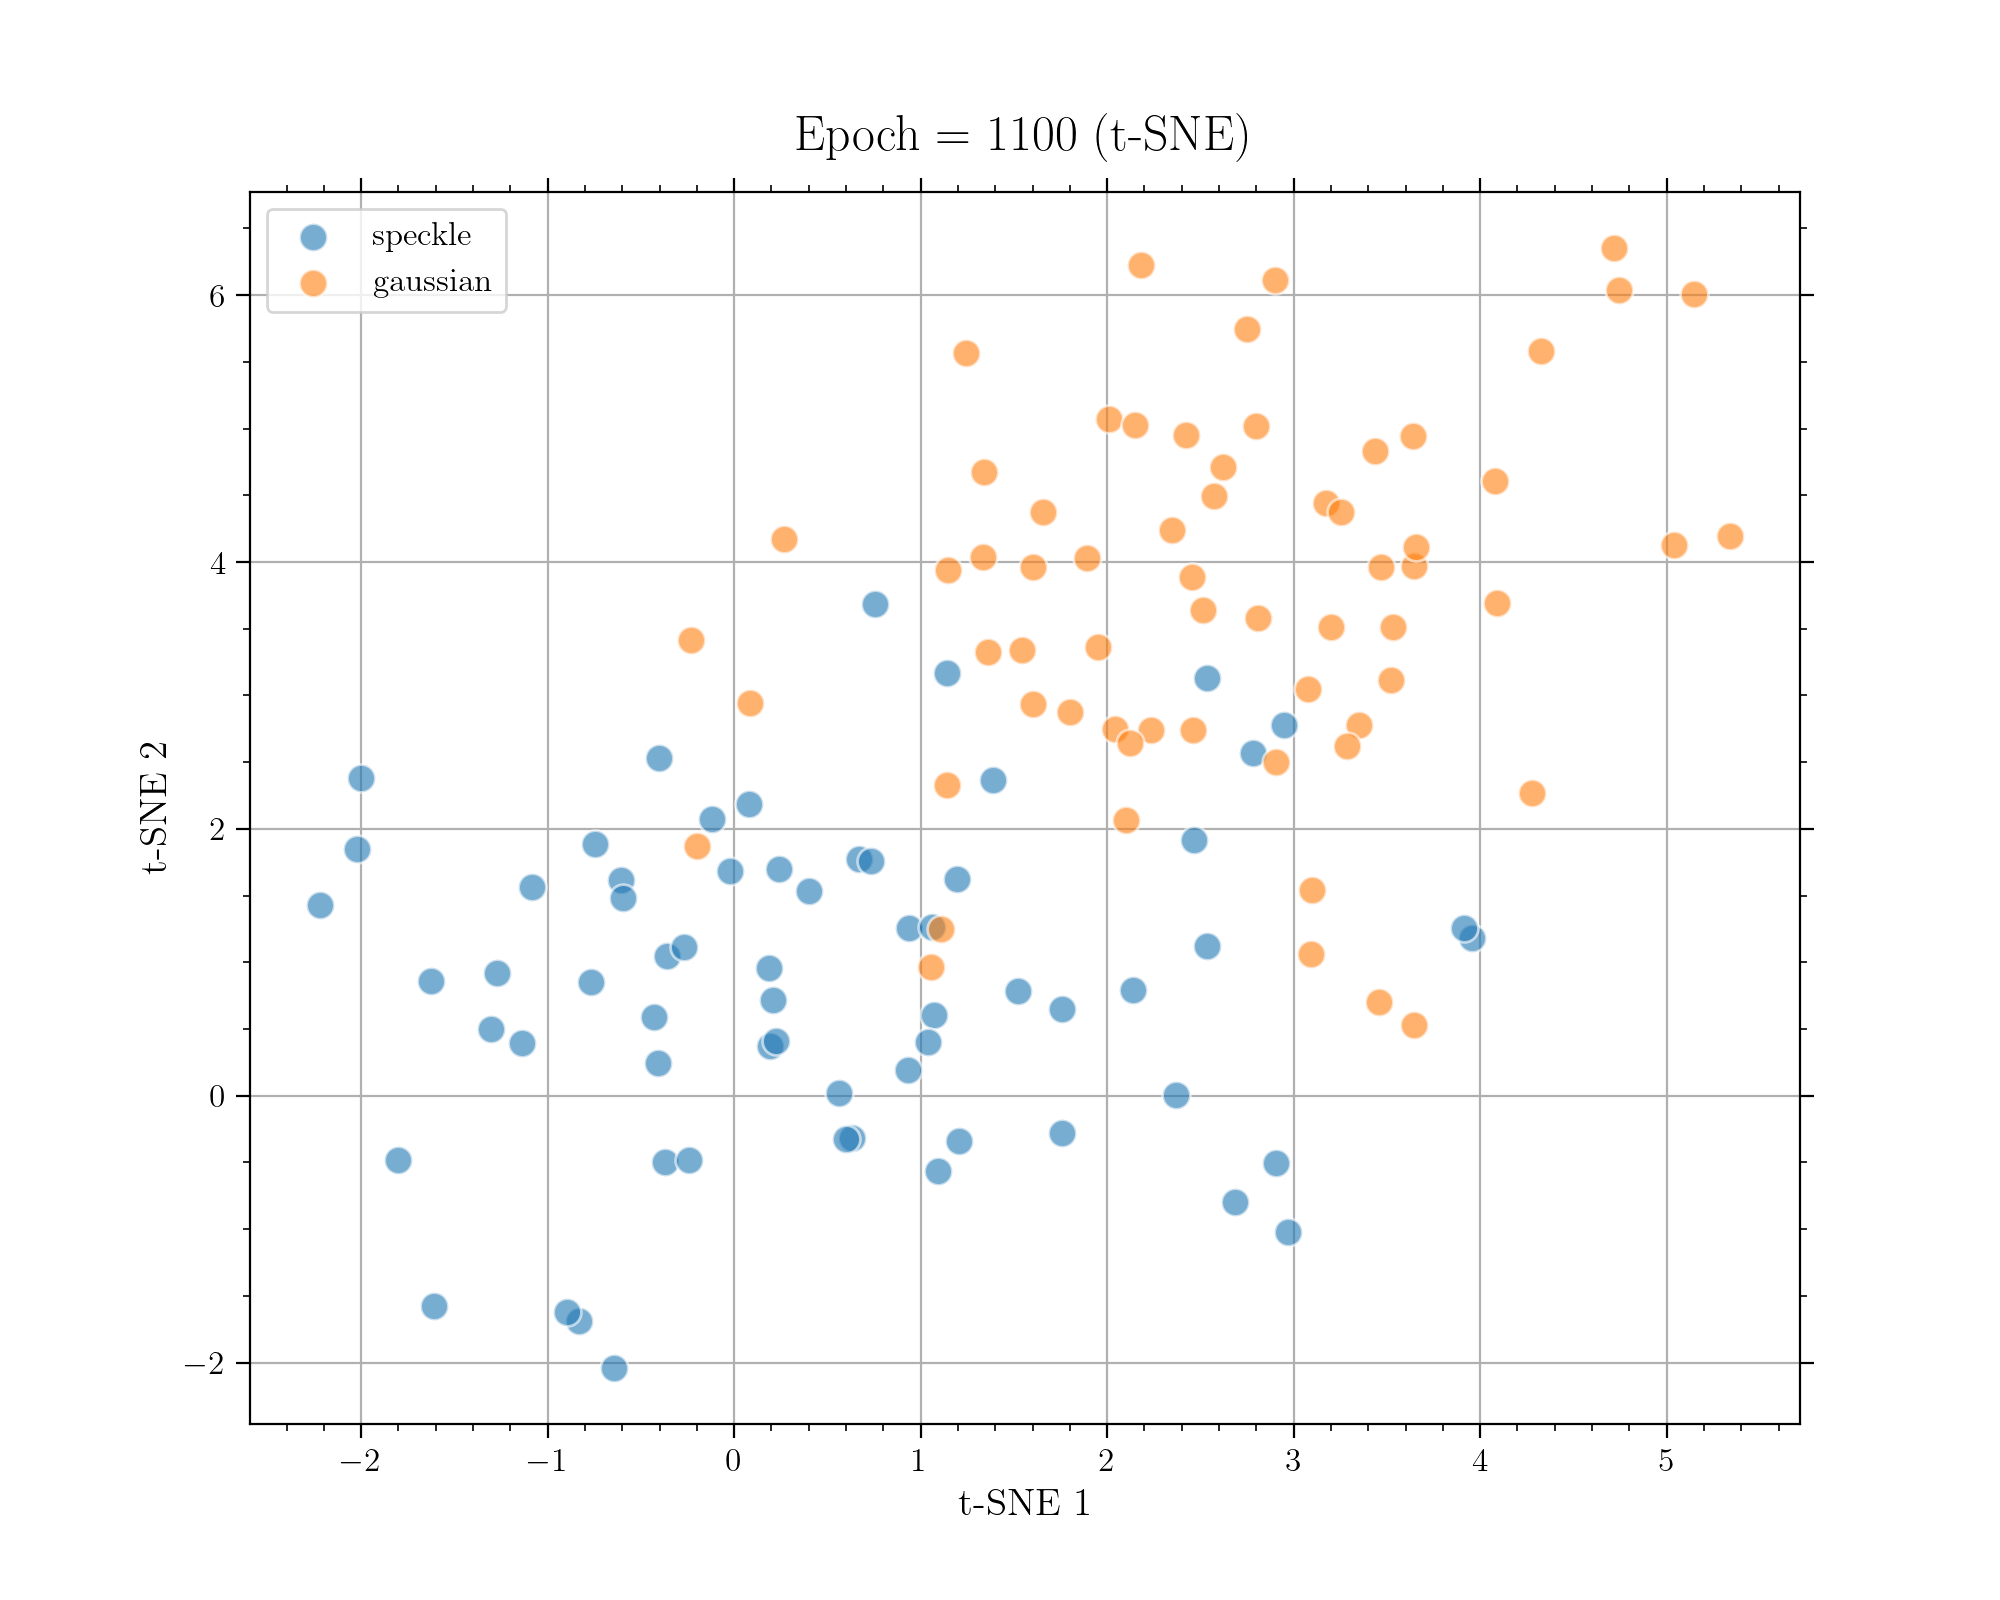 Epoch = 1100 (t-SNE)
speckle
gaussian
6
4
2
0
−2
t-SNE 2
−2 −1 0 1 2 3 4 5
t-SNE 1